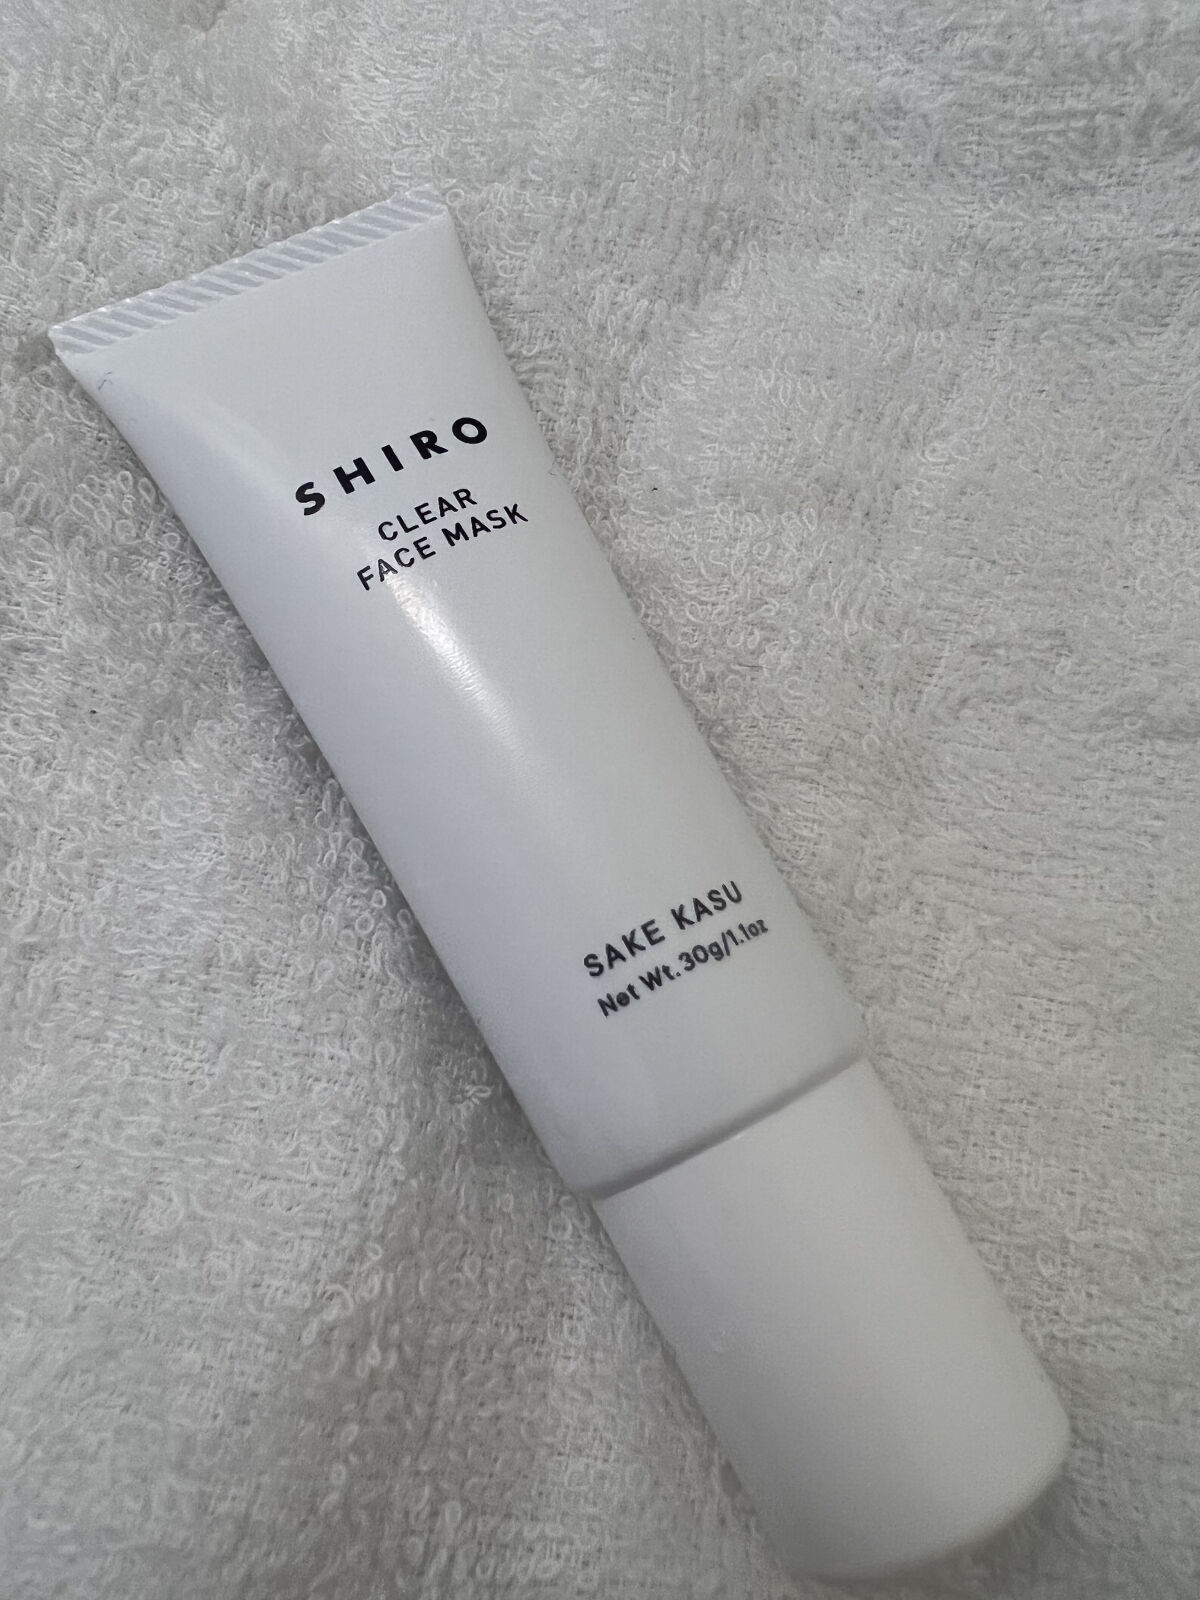 SHIRO
CLEAR
FACE MASK
SAKE KASU
Net Wt. 30g/1.1oz